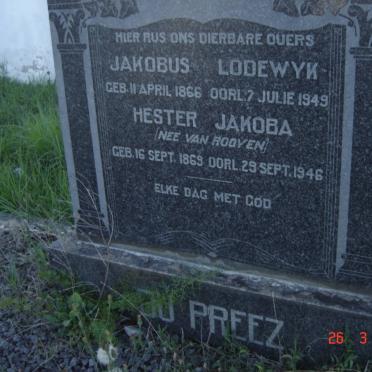 HIER RUS ONS DIERBARE OUERS
JAKOBUS LODEWYK
GEB. 11 APRIL 1866 OORL. 7 JULIE 1949
HESTER JAKOBA
(NEE VAN ROOYEN)
GEB. 16 SEPT. 1869 OORL. 29 SEPT. 1946
ELKE DAG MET GOD
DU PREEZ
26 3